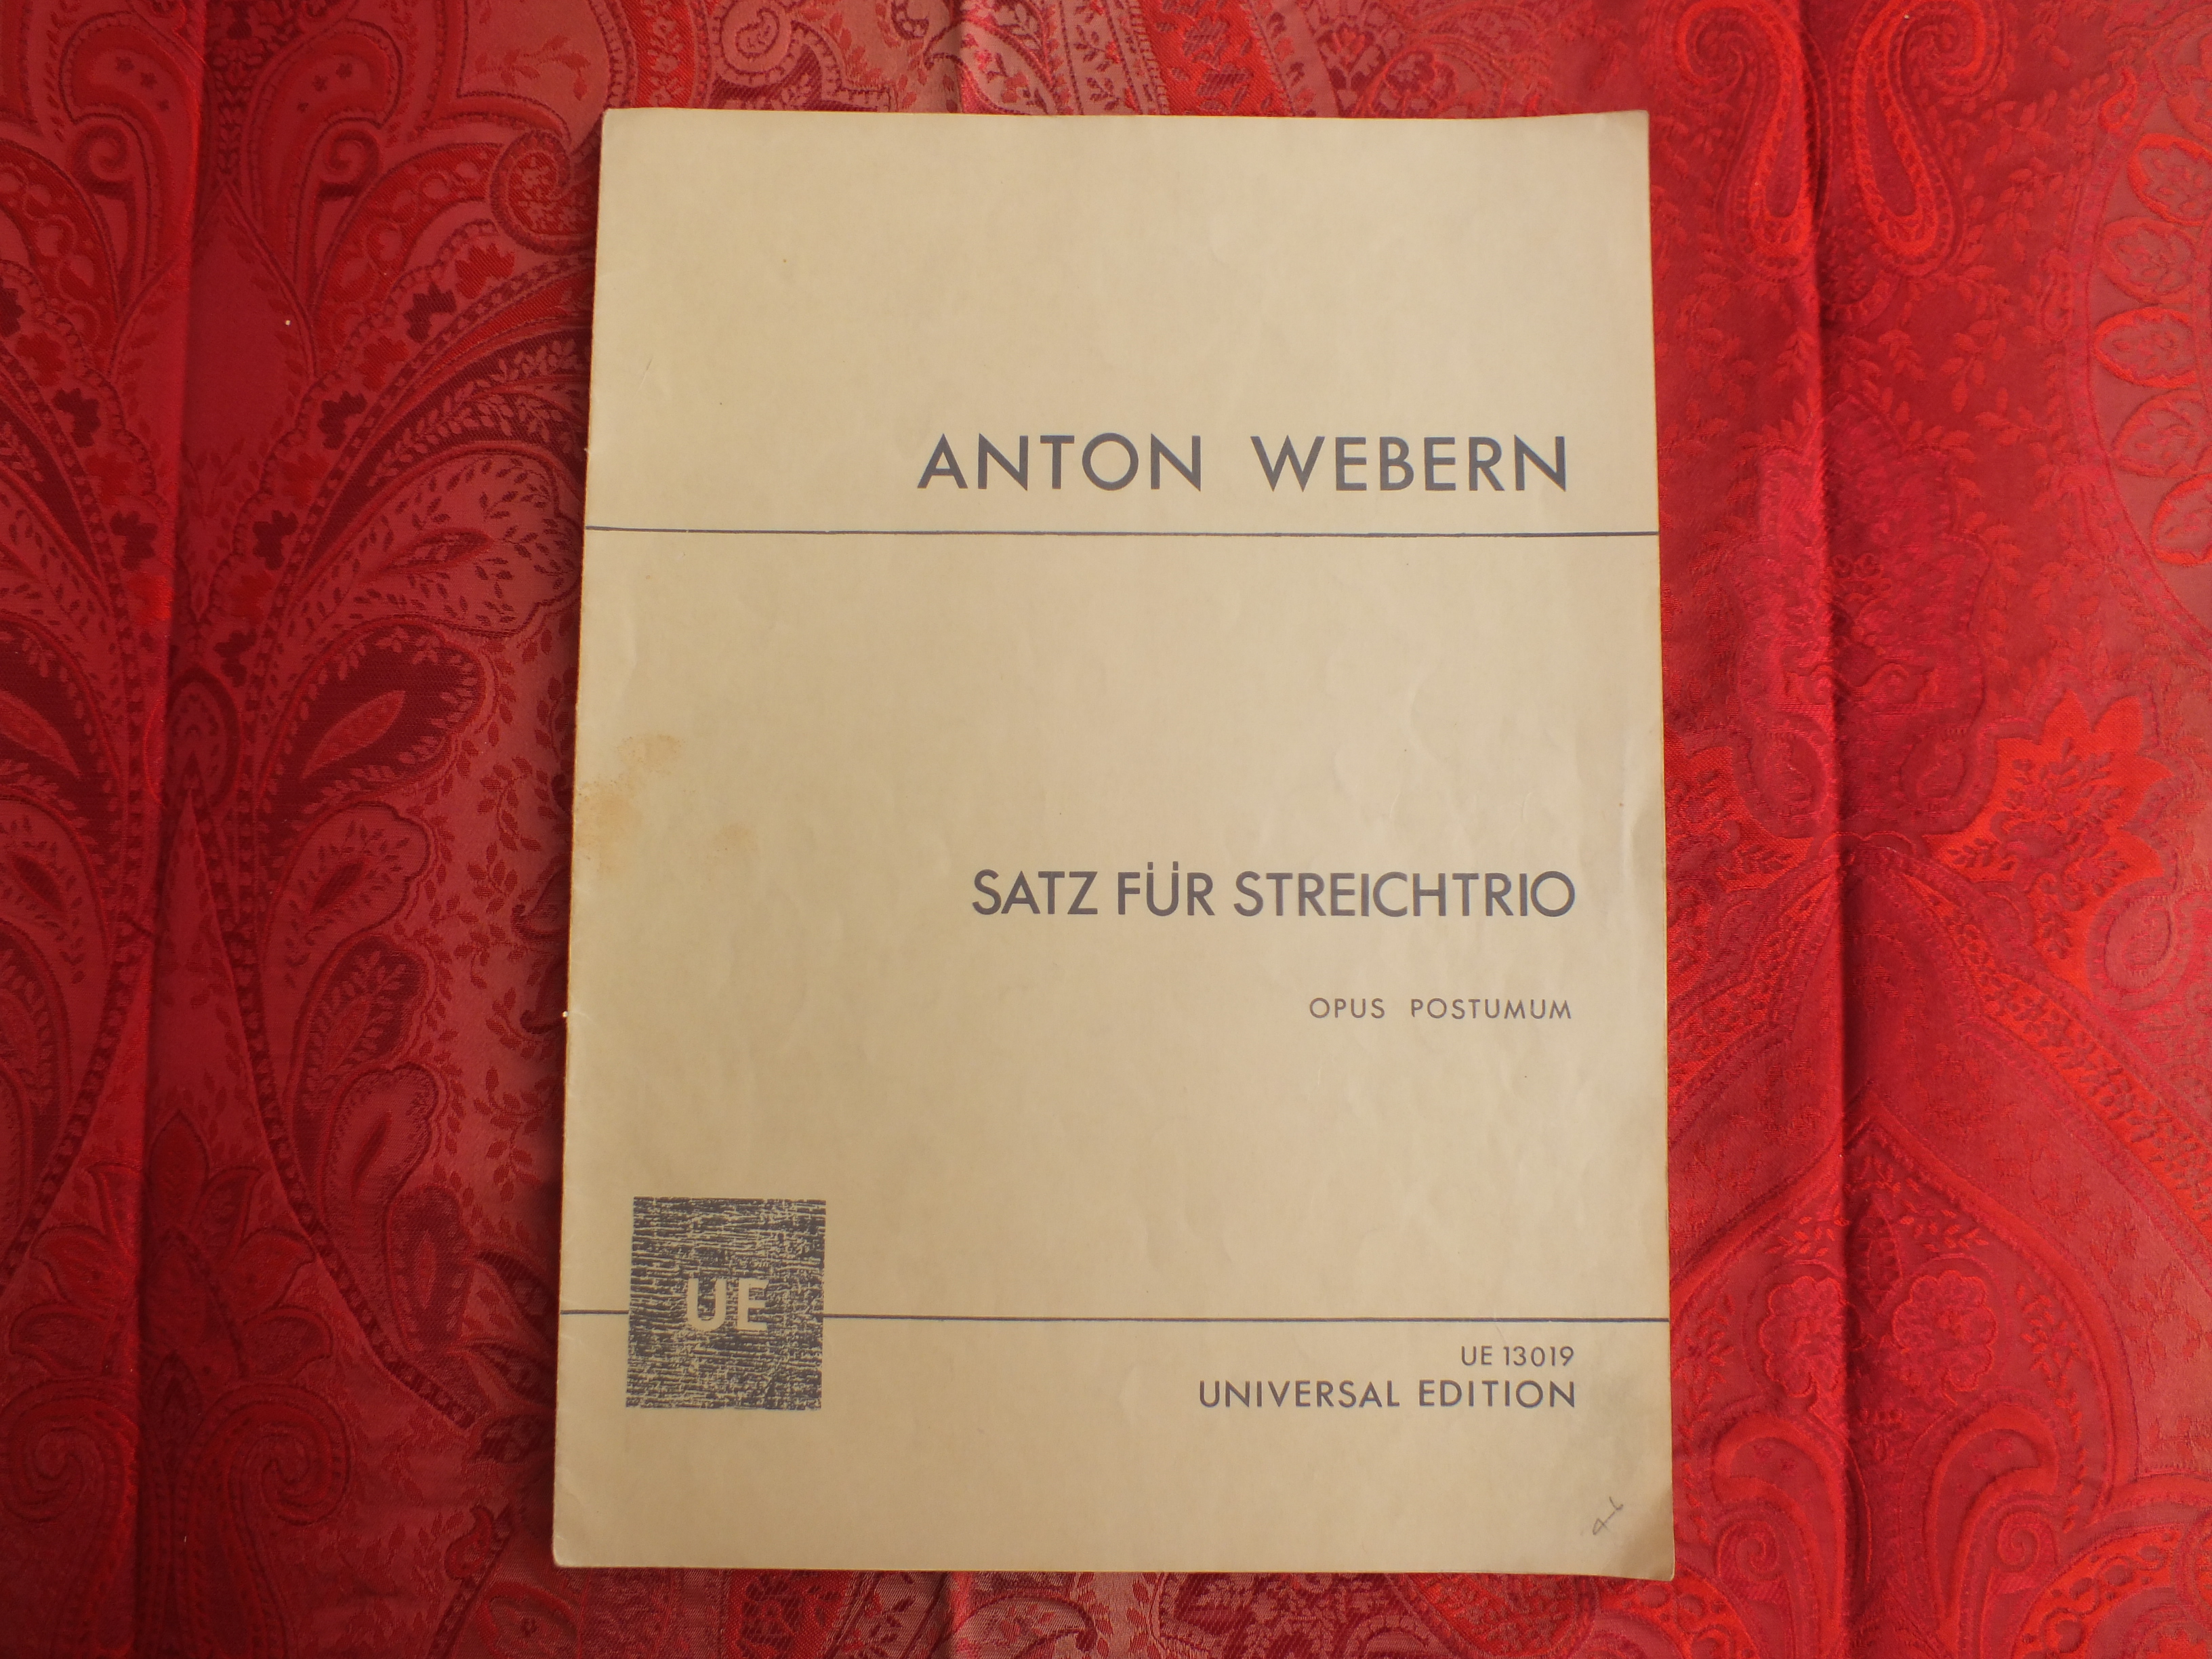 ANTON WEBERN
SATZ FÜR STREICHTRIO
OPUS POSTUMUM
UE
UE 13019
UNIVERSAL EDITION